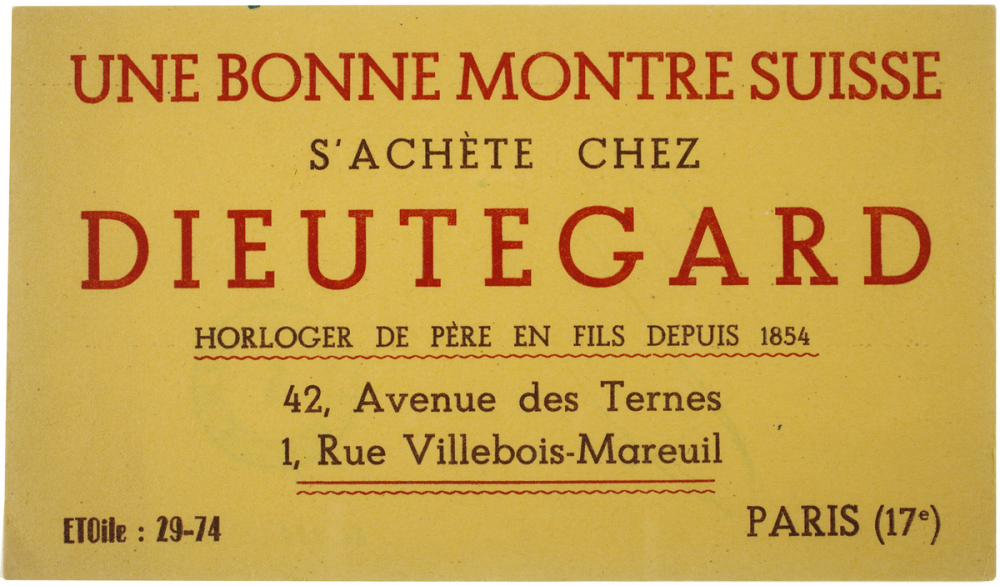 UNE BONNE MONTRE SUISSE
S'ACHÈTE CHEZ
DIEUTEGARD
HORLOGER DE PÈRE EN FILS DEPUIS 1854
42, Avenue des Ternes
1, Rue Villebois-Mareuil
ETOile : 29-74
PARIS (17e)